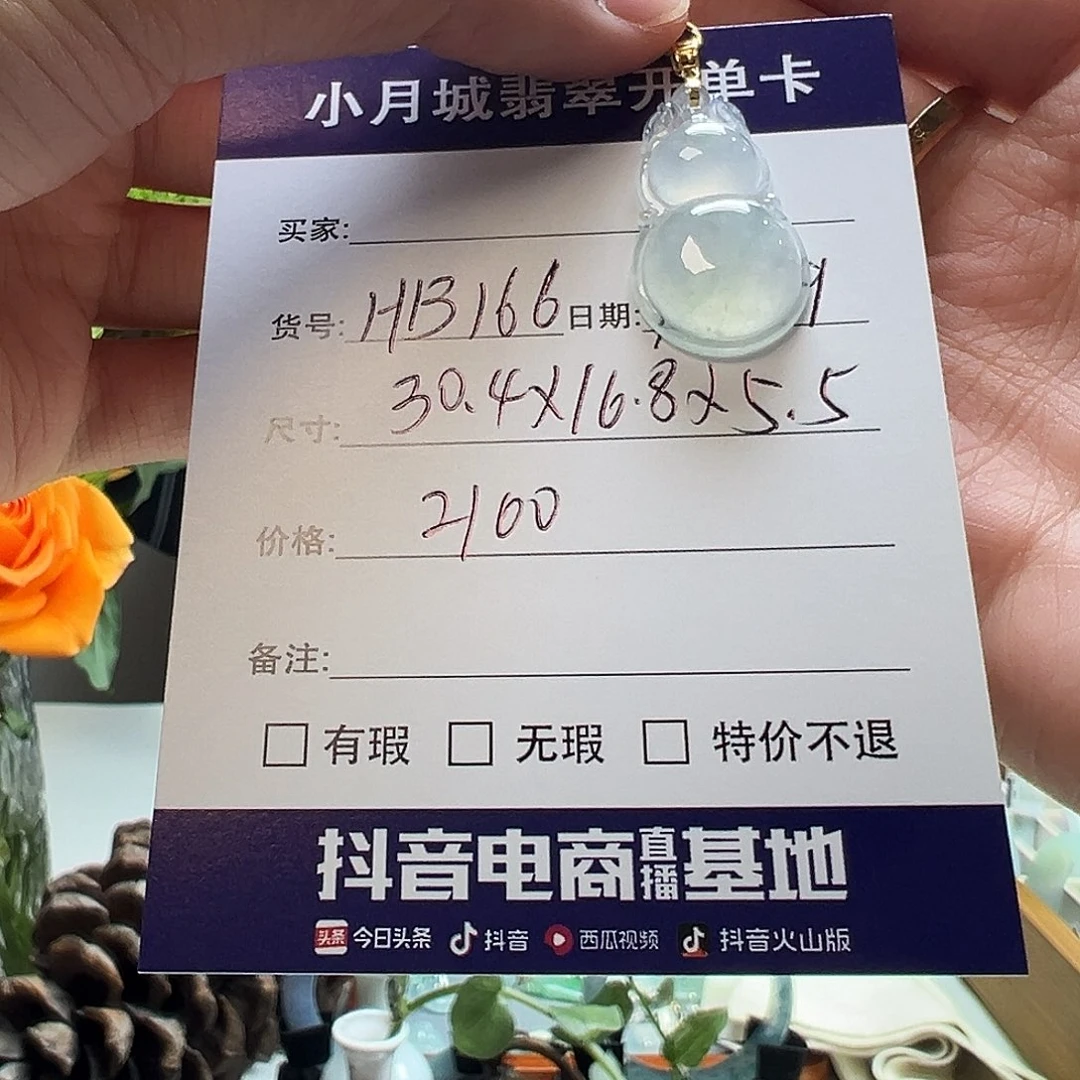 小月城翡翠开单卡
买家:
货号: HB166 日期:
尺寸: 30.4X16.8X5.5
价格: 2100
备注:
□ 有瑕 □ 无瑕 □ 特价不退
抖音电商直播基地
头条 今日头条 抖音 西瓜视频 抖音火山版